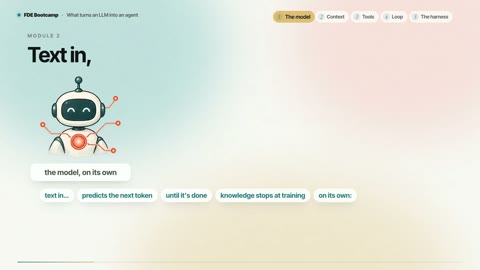 FDE Bootcamp · What turns an LLM into an agent
1 The model
2 Context
3 Tools
4 Loop
5 The harness
MODULE 2
Text in,
the model, on its own
text in...
predicts the next token
until it's done
knowledge stops at training
on its own: